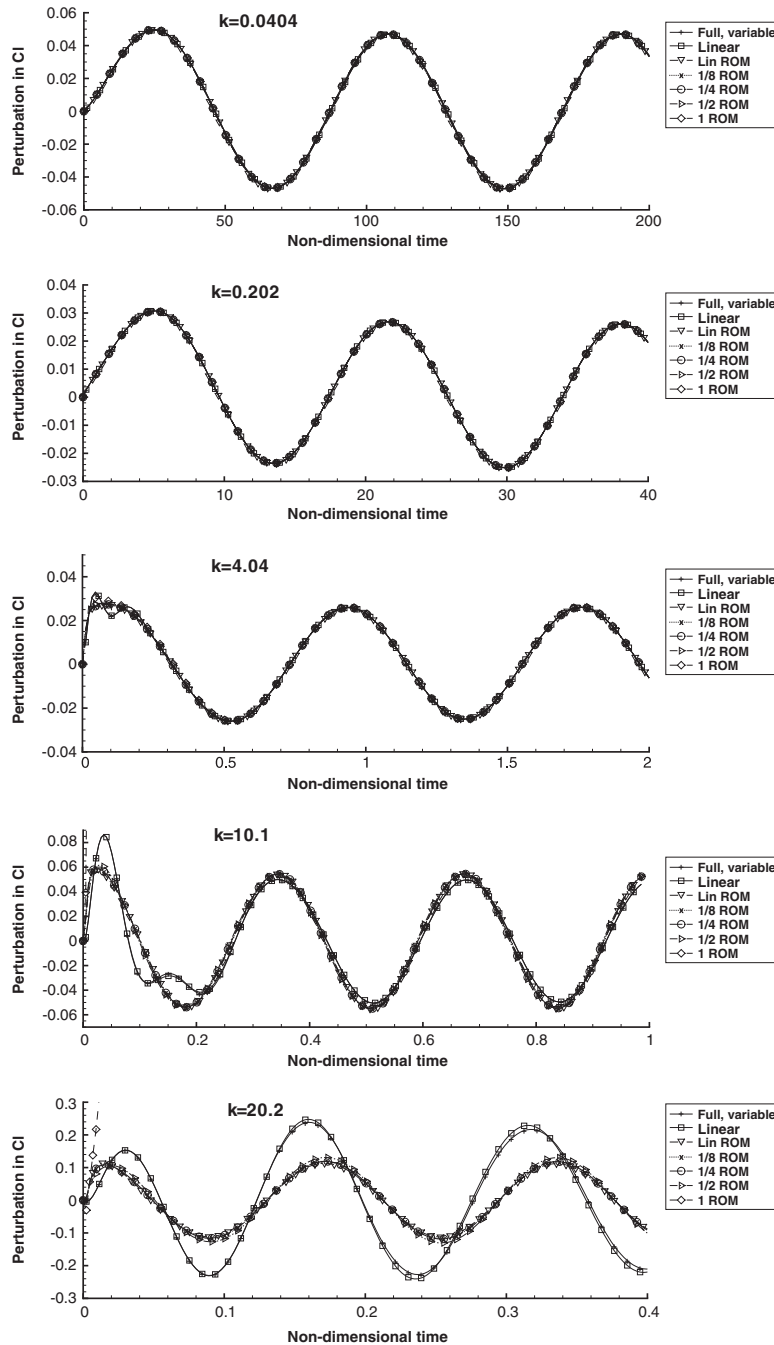 k=0.0404
Perturbation in Cl
0.06
0.04
0.02
0
-0.02
-0.04
-0.06
0
50
100
150
200
Non-dimensional time
Full, variable
Linear
Lin ROM
1/8 ROM
1/4 ROM
1/2 ROM
1 ROM
k=0.202
Perturbation in Cl
0.04
0.03
0.02
0.01
0
-0.01
-0.02
-0.03
0
10
20
30
40
Non-dimensional time
Full, variable
Linear
Lin ROM
1/8 ROM
1/4 ROM
1/2 ROM
1 ROM
k=4.04
Perturbation in Cl
0.04
0.02
0
-0.02
-0.04
0
0.5
1
1.5
2
Non-dimensional time
Full, variable
Linear
Lin ROM
1/8 ROM
1/4 ROM
1/2 ROM
1 ROM
k=10.1
Perturbation in Cl
0.08
0.06
0.04
0.02
0
-0.02
-0.04
-0.06
0
0.2
0.4
0.6
0.8
1
Non-dimensional time
Full, variable
Linear
Lin ROM
1/8 ROM
1/4 ROM
1/2 ROM
1 ROM
k=20.2
Perturbation in Cl
0.3
0.2
0.1
0
-0.1
-0.2
-0.3
0
0.1
0.2
0.3
0.4
Non-dimensional time
Full, variable
Linear
Lin ROM
1/8 ROM
1/4 ROM
1/2 ROM
1 ROM